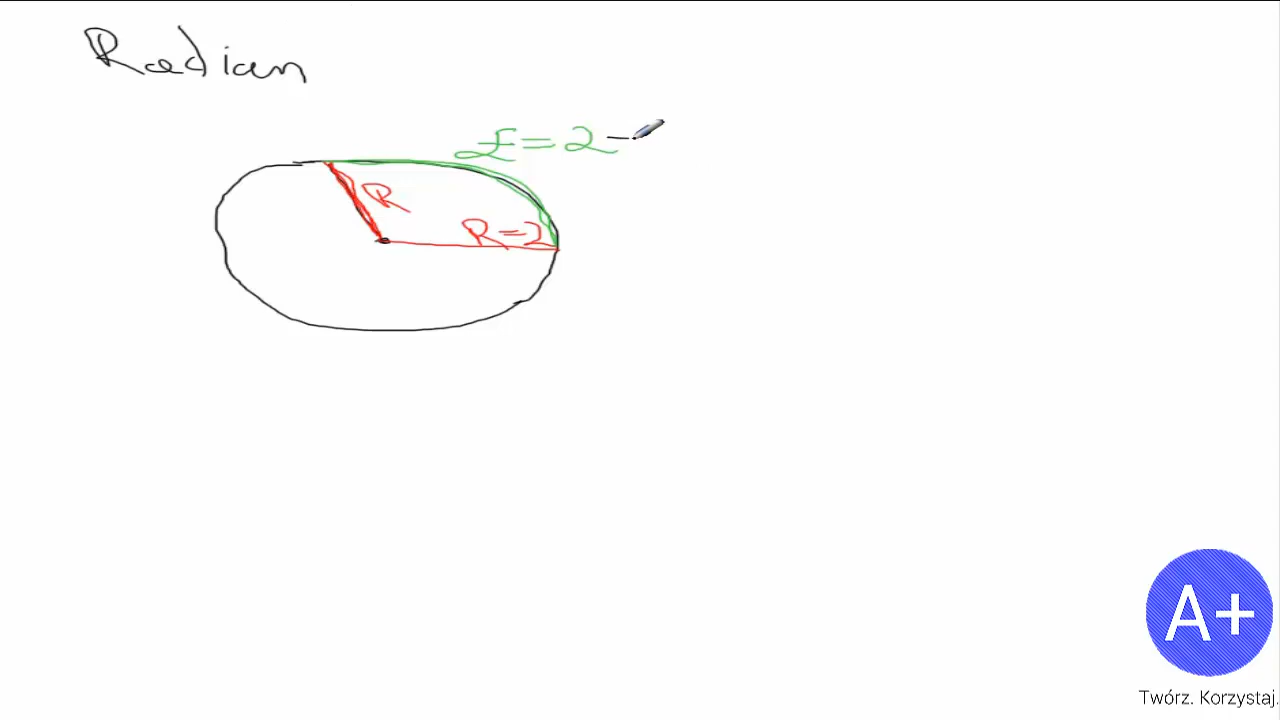 Radian
Ł = 2 -
R
R = 2
A+
Twórz. Korzystaj.